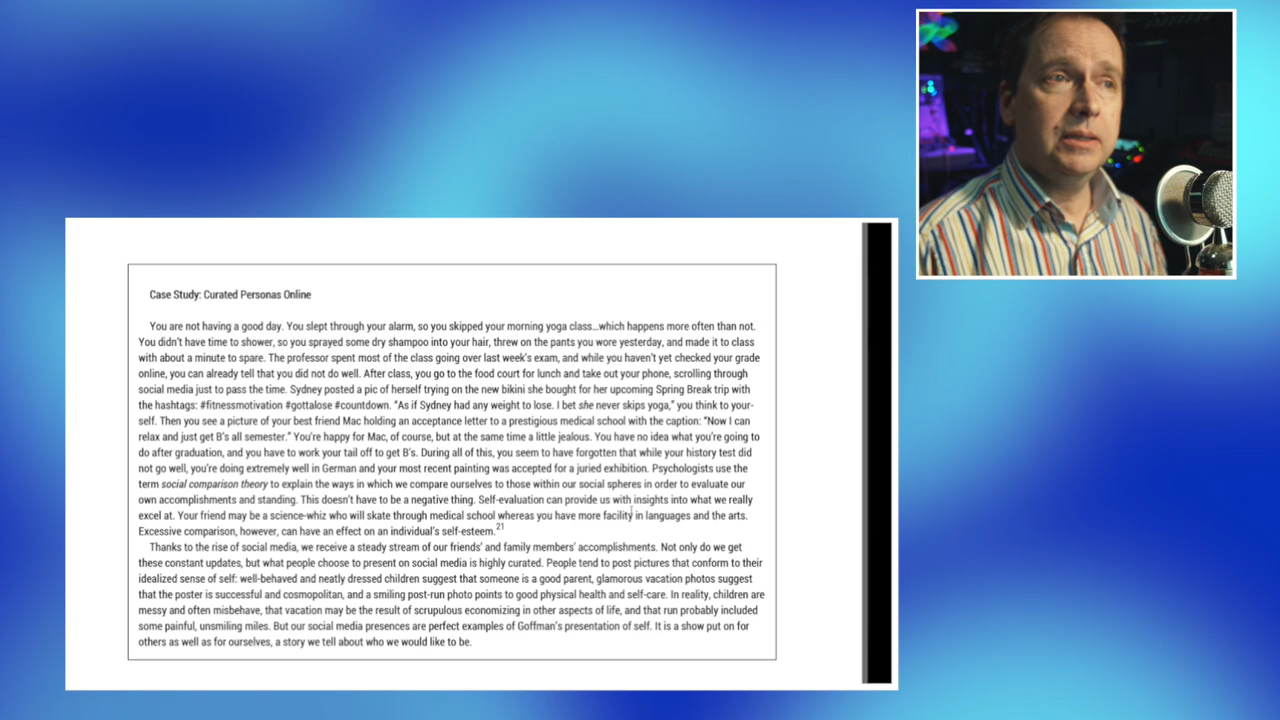 Case Study: Curated Personas Online
You are not having a good day. You slept through your alarm, so you skipped your morning yoga class...which happens more often than not.
You didn't have time to shower, so you sprayed some dry shampoo into your hair, threw on the pants you wore yesterday, and made it to class
with about a minute to spare. The professor spent most of the class going over last week's exam, and while you haven't yet checked your grade
online, you can already tell that you did not do well. After class, you go to the food court for lunch and take out your phone, scrolling through
social media just to pass the time. Sydney posted a pic of herself trying on the new bikini she bought for her upcoming Spring Break trip with
the hashtags: #fitnessmotivation #gottalose #countdown. “As if Sydney had any weight to lose. I bet she never skips yoga,” you think to your-
self. Then you see a picture of your best friend Mac holding an acceptance letter to a prestigious medical school with the caption: “Now I can
relax and just get B's all semester.” You're happy for Mac, of course, but at the same time a little jealous. You have no idea what you're going to
do after graduation, and you have to work your tail off to get B's. During all of this, you seem to have forgotten that while your history test did
not go well, you're doing extremely well in German and your most recent painting was accepted for a juried exhibition. Psychologists use the
term social comparison theory to explain the ways in which we compare ourselves to those within our social spheres in order to evaluate our
own accomplishments and standing. This doesn't have to be a negative thing. Self-evaluation can provide us with insights into what we really
excel at. Your friend may be a science-whiz who will skate through medical school whereas you have more facility in languages and the arts.
Excessive comparison, however, can have an effect on an individual's self-esteem.21
Thanks to the rise of social media, we receive a steady stream of our friends' and family members' accomplishments. Not only do we get
these constant updates, but what people choose to present on social media is highly curated. People tend to post pictures that conform to their
idealized sense of self: well-behaved and neatly dressed children suggest that someone is a good parent, glamorous vacation photos suggest
that the poster is successful and cosmopolitan, and a smiling post-run photo points to good physical health and self-care. In reality, children are
messy and often misbehave, that vacation may be the result of scrupulous economizing in other aspects of life, and that run probably included
some painful, unsmiling miles. But our social media presences are perfect examples of Goffman's presentation of self. It is a show put on for
others as well as for ourselves, a story we tell about who we would like to be.